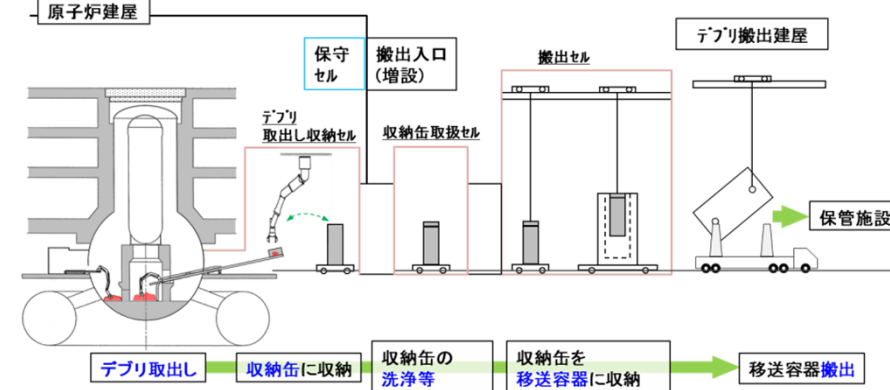 原子炉建屋
保守
セル
搬出入口
(増設)
搬出セル
デブリ搬出建屋
デブリ
取出し収納セル
収納缶取扱セル
保管施設
デブリ取出し
収納缶に収納
収納缶の
洗浄等
収納缶を
移送容器に収納
移送容器搬出